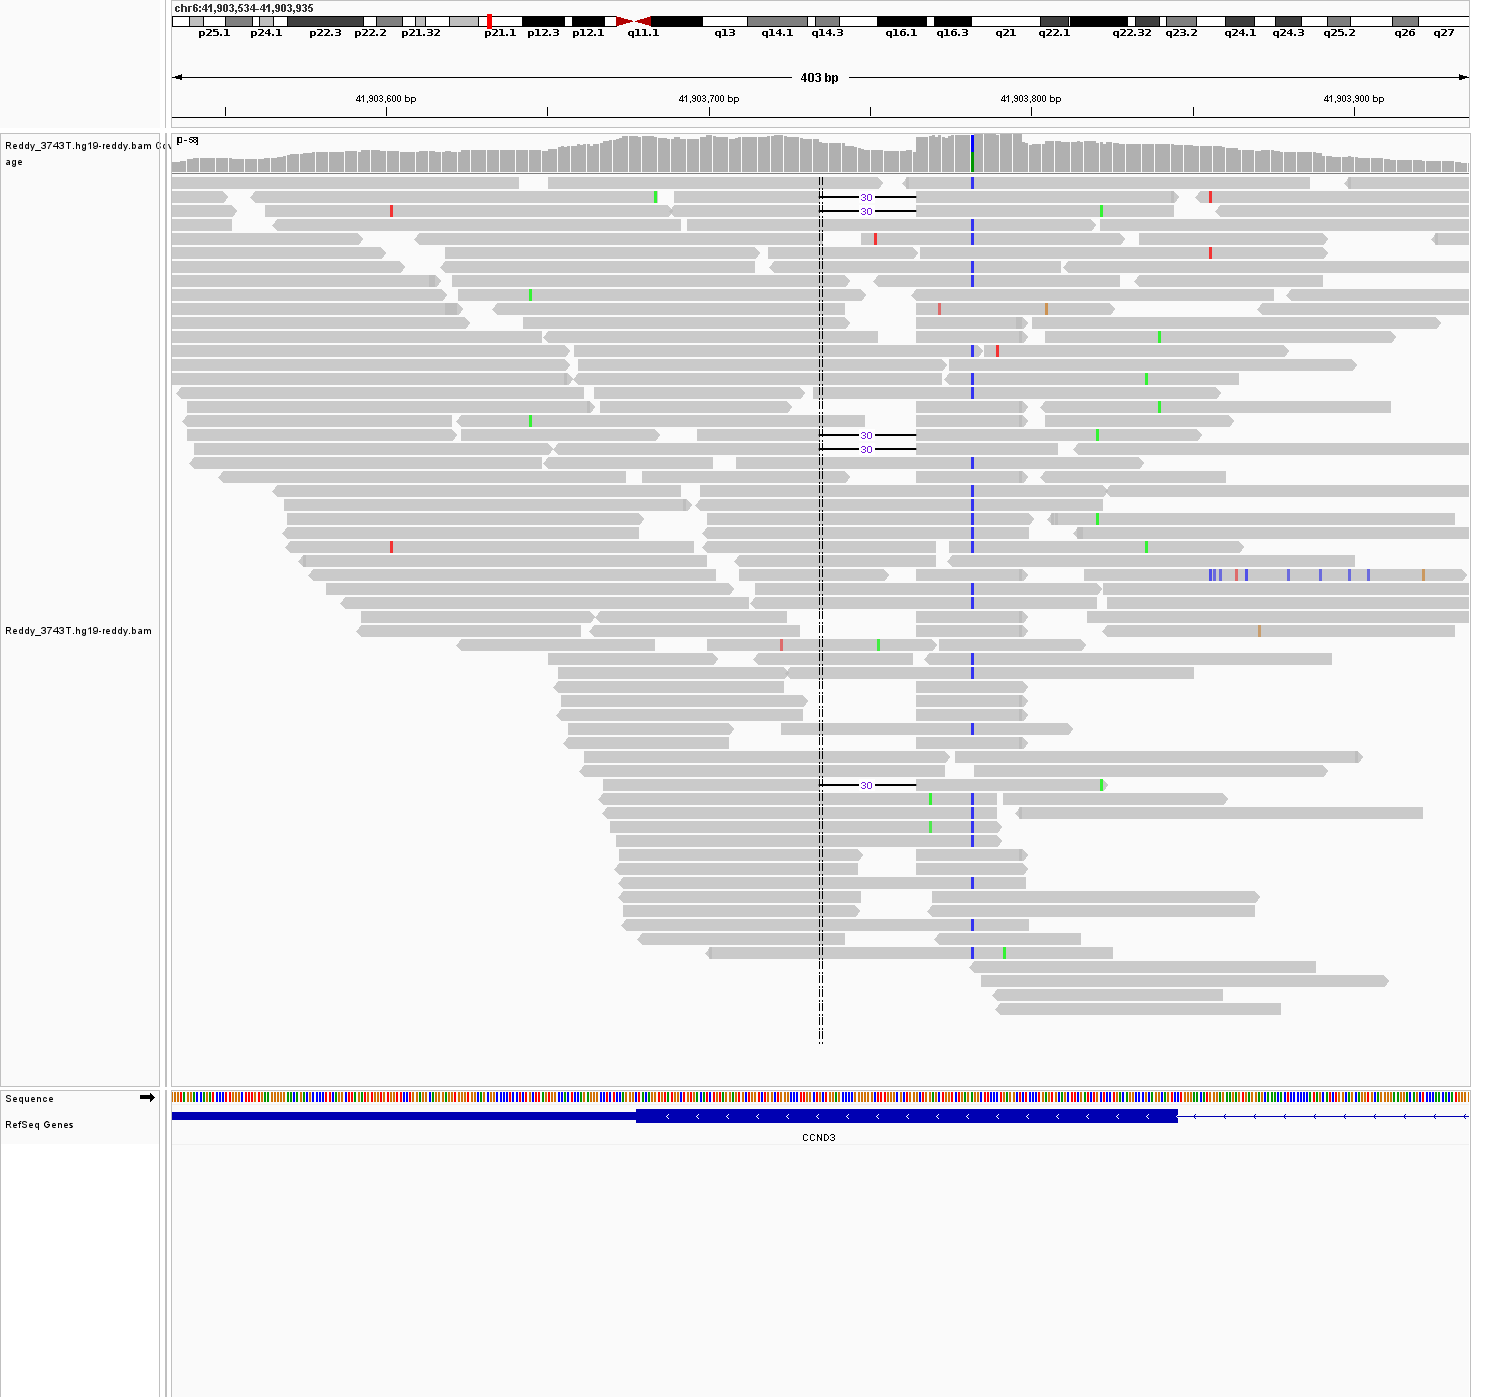 chr6:41,903,534-41,903,935
p25.1 p24.1 p22.3 p22.2 p21.32 p21.1 p12.3 p12.1 q11.1 q13 q14.1 q14.3 q16.1 q16.3 q21 q22.1 q22.32 q23.2 q24.1 q24.3 q25.2 q26 q27
403 bp
41,903,600 bp 41,903,700 bp 41,903,800 bp 41,903,900 bp
Reddy_3743T.hg19-reddy.bam Cov
age
30
30
30
30
Reddy_3743T.hg19-reddy.bam
30
Sequence
RefSeq Genes
CCND3